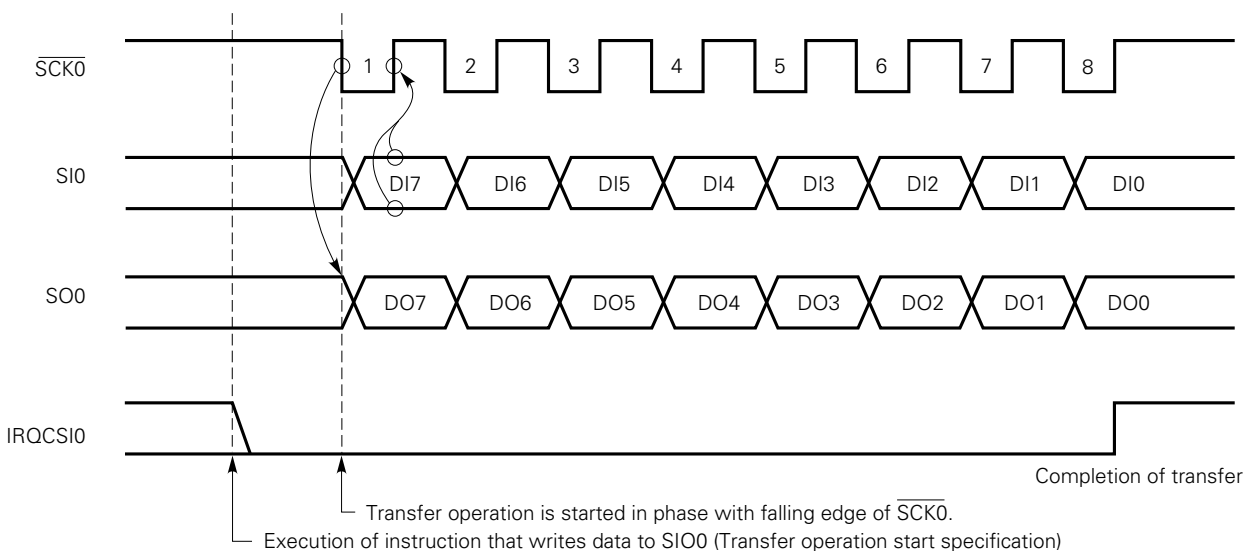 SCK0
1 2 3 4 5 6 7 8
SI0
DI7 DI6 DI5 DI4 DI3 DI2 DI1 DI0
SO0
DO7 DO6 DO5 DO4 DO3 DO2 DO1 DO0
IRQCSI0
Completion of transfer
Transfer operation is started in phase with falling edge of SCK0.
Execution of instruction that writes data to SIO0 (Transfer operation start specification)